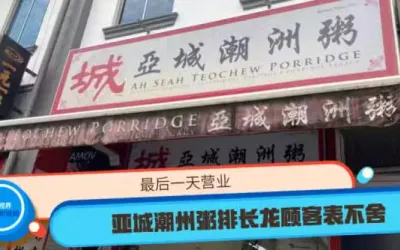 城 亞城潮洲粥
AH SEAH TEOCHEW PORRIDGE
TEOCHEW PORRIDGE 亞城潮洲粥
亞城潮洲粥
最后一天营业
亚城潮州粥排长龙顾客表不舍